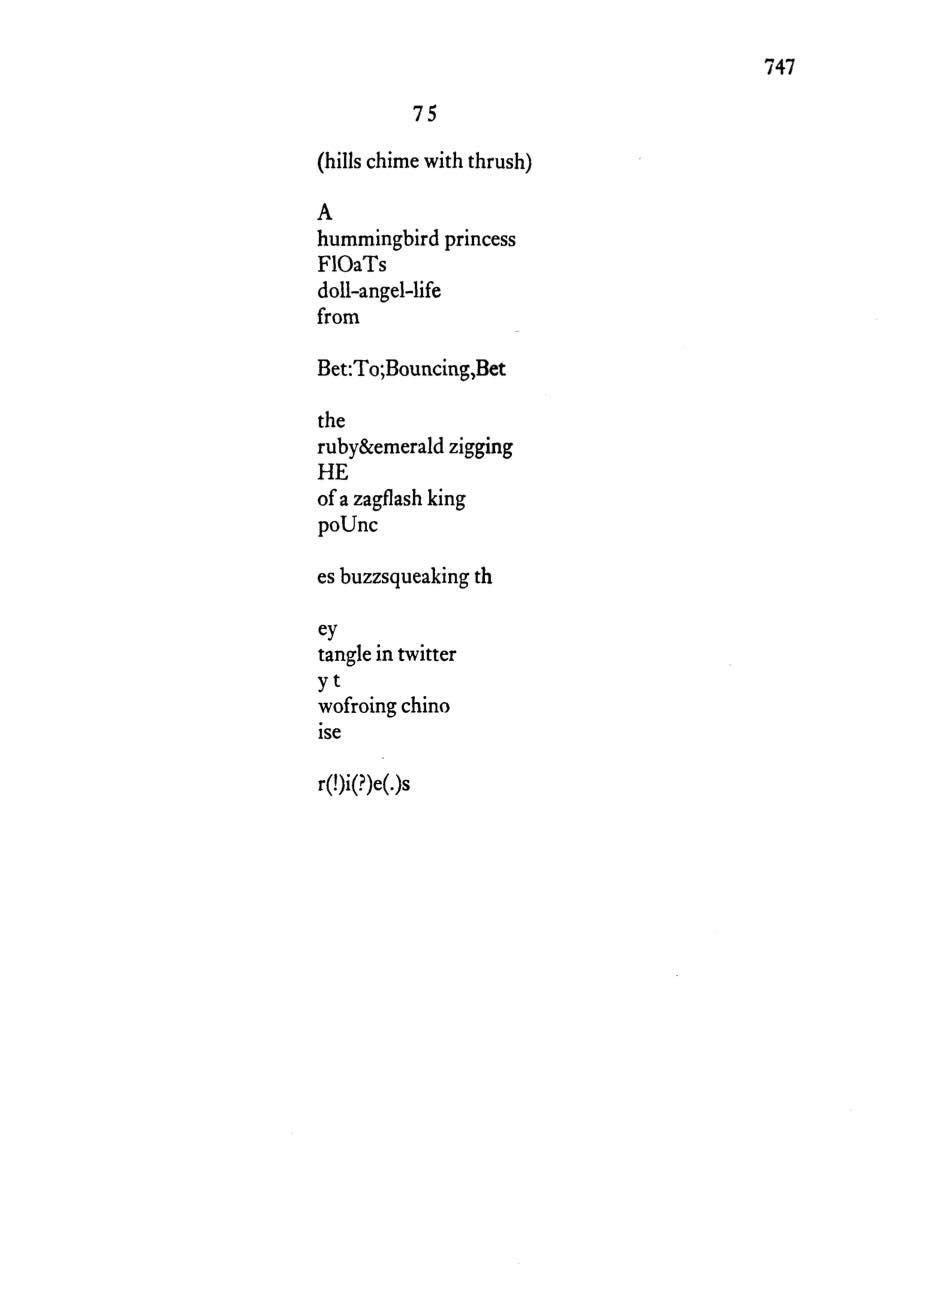 747
75
(hills chime with thrush)
A
hummingbird princess
FlOaTs
doll-angel-life
from
Bet:To;Bouncing,Bet
the
ruby&emerald zigging
HE
of a zagflash king
poUnc
es buzzsqueaking th
ey
tangle in twitter
y t
wofroing chino
ise
r(!)i(?)e(.)s